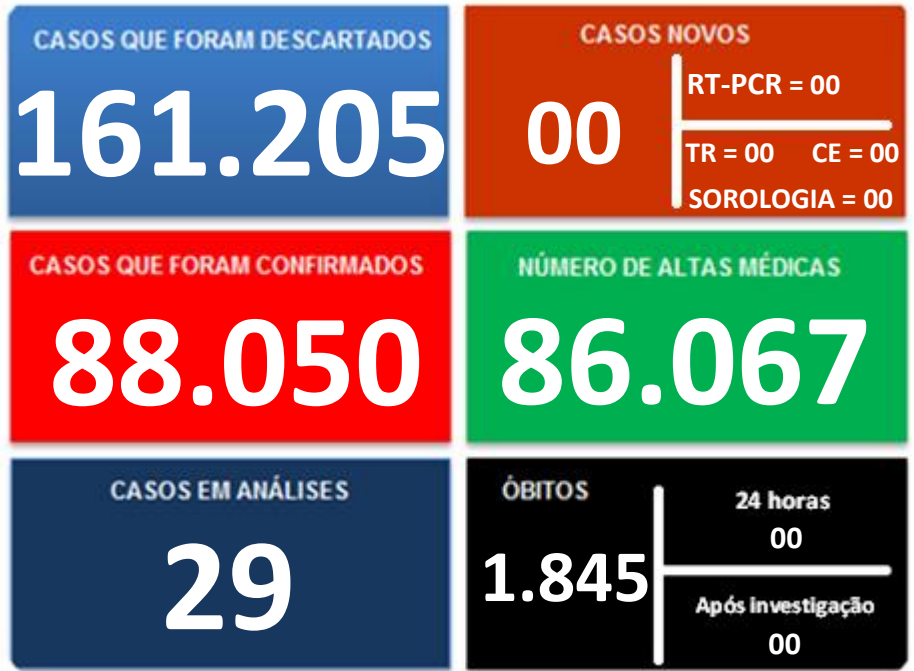 CASOS QUE FORAM DESCARTADOS
161.205
CASOS NOVOS
00
RT-PCR = 00
TR = 00 CE = 00
SOROLOGIA = 00
CASOS QUE FORAM CONFIRMADOS
88.050
NÚMERO DE ALTAS MÉDICAS
86.067
CASOS EM ANÁLISES
29
ÓBITOS
1.845
24 horas
00
Após investigação
00